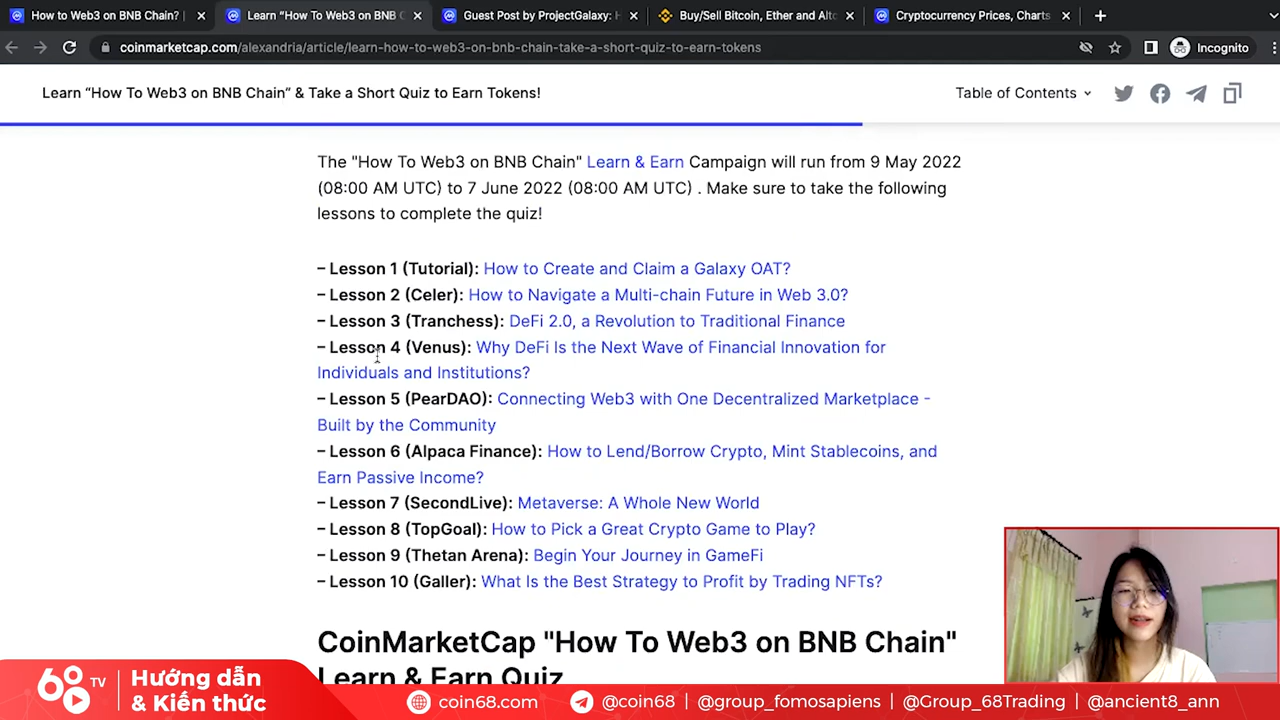 How to Web3 on BNB Chain? |
Learn “How To Web3 on BNB C
Guest Post by ProjectGalaxy: H
Buy/Sell Bitcoin, Ether and Alto
Cryptocurrency Prices, Charts
coinmarketcap.com/alexandria/article/learn-how-to-web3-on-bnb-chain-take-a-short-quiz-to-earn-tokens
Incognito
Learn “How To Web3 on BNB Chain“ & Take a Short Quiz to Earn Tokens!
Table of Contents
The "How To Web3 on BNB Chain" Learn & Earn Campaign will run from 9 May 2022
(08:00 AM UTC) to 7 June 2022 (08:00 AM UTC) . Make sure to take the following
lessons to complete the quiz!
– Lesson 1 (Tutorial): How to Create and Claim a Galaxy OAT?
– Lesson 2 (Celer): How to Navigate a Multi-chain Future in Web 3.0?
– Lesson 3 (Tranchess): DeFi 2.0, a Revolution to Traditional Finance
– Lesson 4 (Venus): Why DeFi Is the Next Wave of Financial Innovation for
Individuals and Institutions?
– Lesson 5 (PearDAO): Connecting Web3 with One Decentralized Marketplace -
Built by the Community
– Lesson 6 (Alpaca Finance): How to Lend/Borrow Crypto, Mint Stablecoins, and
Earn Passive Income?
– Lesson 7 (SecondLive): Metaverse: A Whole New World
– Lesson 8 (TopGoal): How to Pick a Great Crypto Game to Play?
– Lesson 9 (Thetan Arena): Begin Your Journey in GameFi
– Lesson 10 (Galler): What Is the Best Strategy to Profit by Trading NFTs?
CoinMarketCap "How To Web3 on BNB Chain"
Learn & Earn Quiz
68 TV
Hướng dẫn
& Kiến thức
coin68.com
@coin68 | @group_fomosapiens | @Group_68Trading | @ancient8_ann